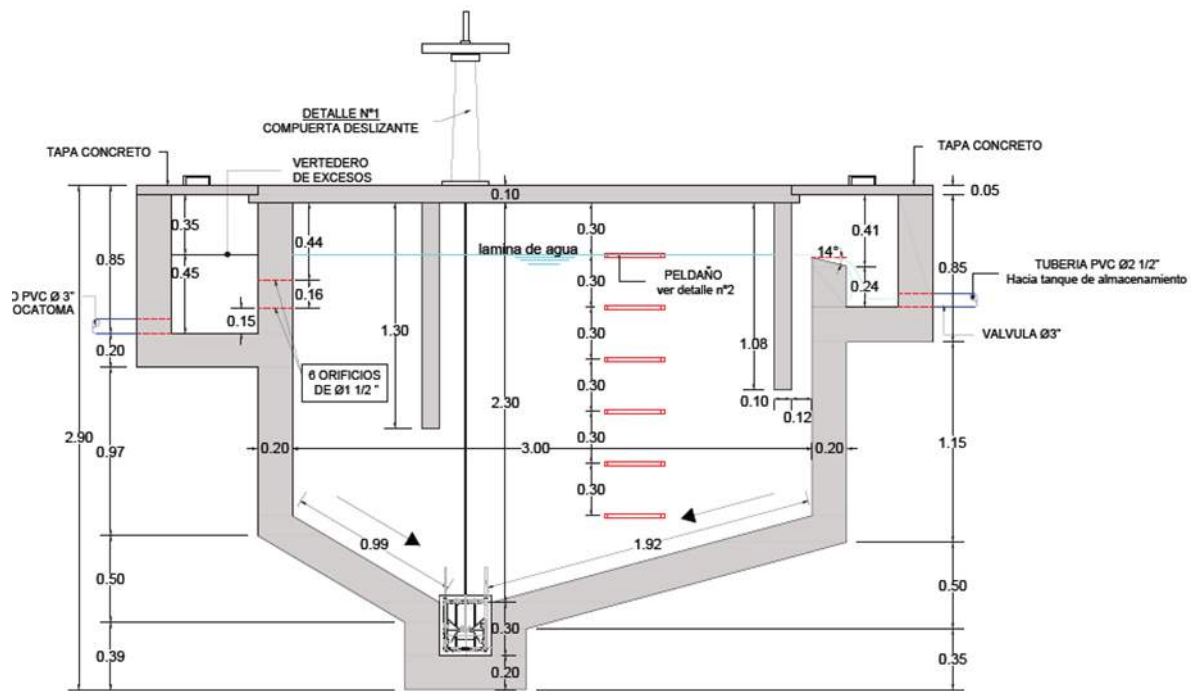 DETALLE N°1
COMPUERTA DESLIZANTE
TAPA CONCRETO
VERTEDERO
DE EXCESOS
TAPA CONCRETO
0.10
0.05
0.35
0.44
0.30
0.41
lamina de agua
14°
0.85
0.45
PELDAÑO
ver detalle n°2
0.85
TUBERIA PVC Ø2 1/2"
Hacia tanque de almacenamiento
0.16
0.30
0.24
O PVC Ø 3"
OCATOMA
0.15
1.30
VALVULA Ø3"
0.20
0.30
1.08
6 ORIFICIOS
DE Ø1 1/2 "
2.30
0.30
0.10
0.12
2.90
0.97
0.20
3.00
0.20
1.15
0.30
0.99
1.92
0.50
0.50
0.30
0.39
0.20
0.35